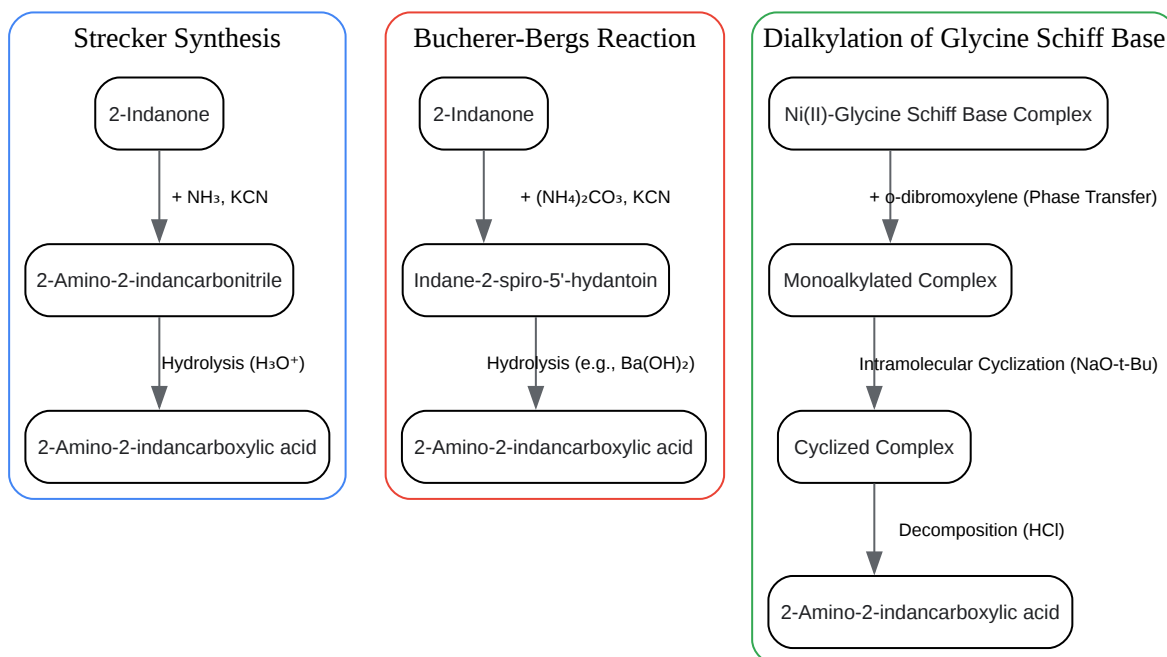 Strecker Synthesis
2-Indanone
+ NH₃, KCN
2-Amino-2-indancarbonitrile
Hydrolysis (H₃O⁺)
2-Amino-2-indancarboxylic acid
Bucherer-Bergs Reaction
2-Indanone
+ (NH₄)₂CO₃, KCN
Indane-2-spiro-5'-hydantoin
Hydrolysis (e.g., Ba(OH)₂)
2-Amino-2-indancarboxylic acid
Dialkylation of Glycine Schiff Base
Ni(II)-Glycine Schiff Base Complex
+ o-dibromoxylene (Phase Transfer)
Monoalkylated Complex
Intramolecular Cyclization (NaO-t-Bu)
Cyclized Complex
Decomposition (HCl)
2-Amino-2-indancarboxylic acid